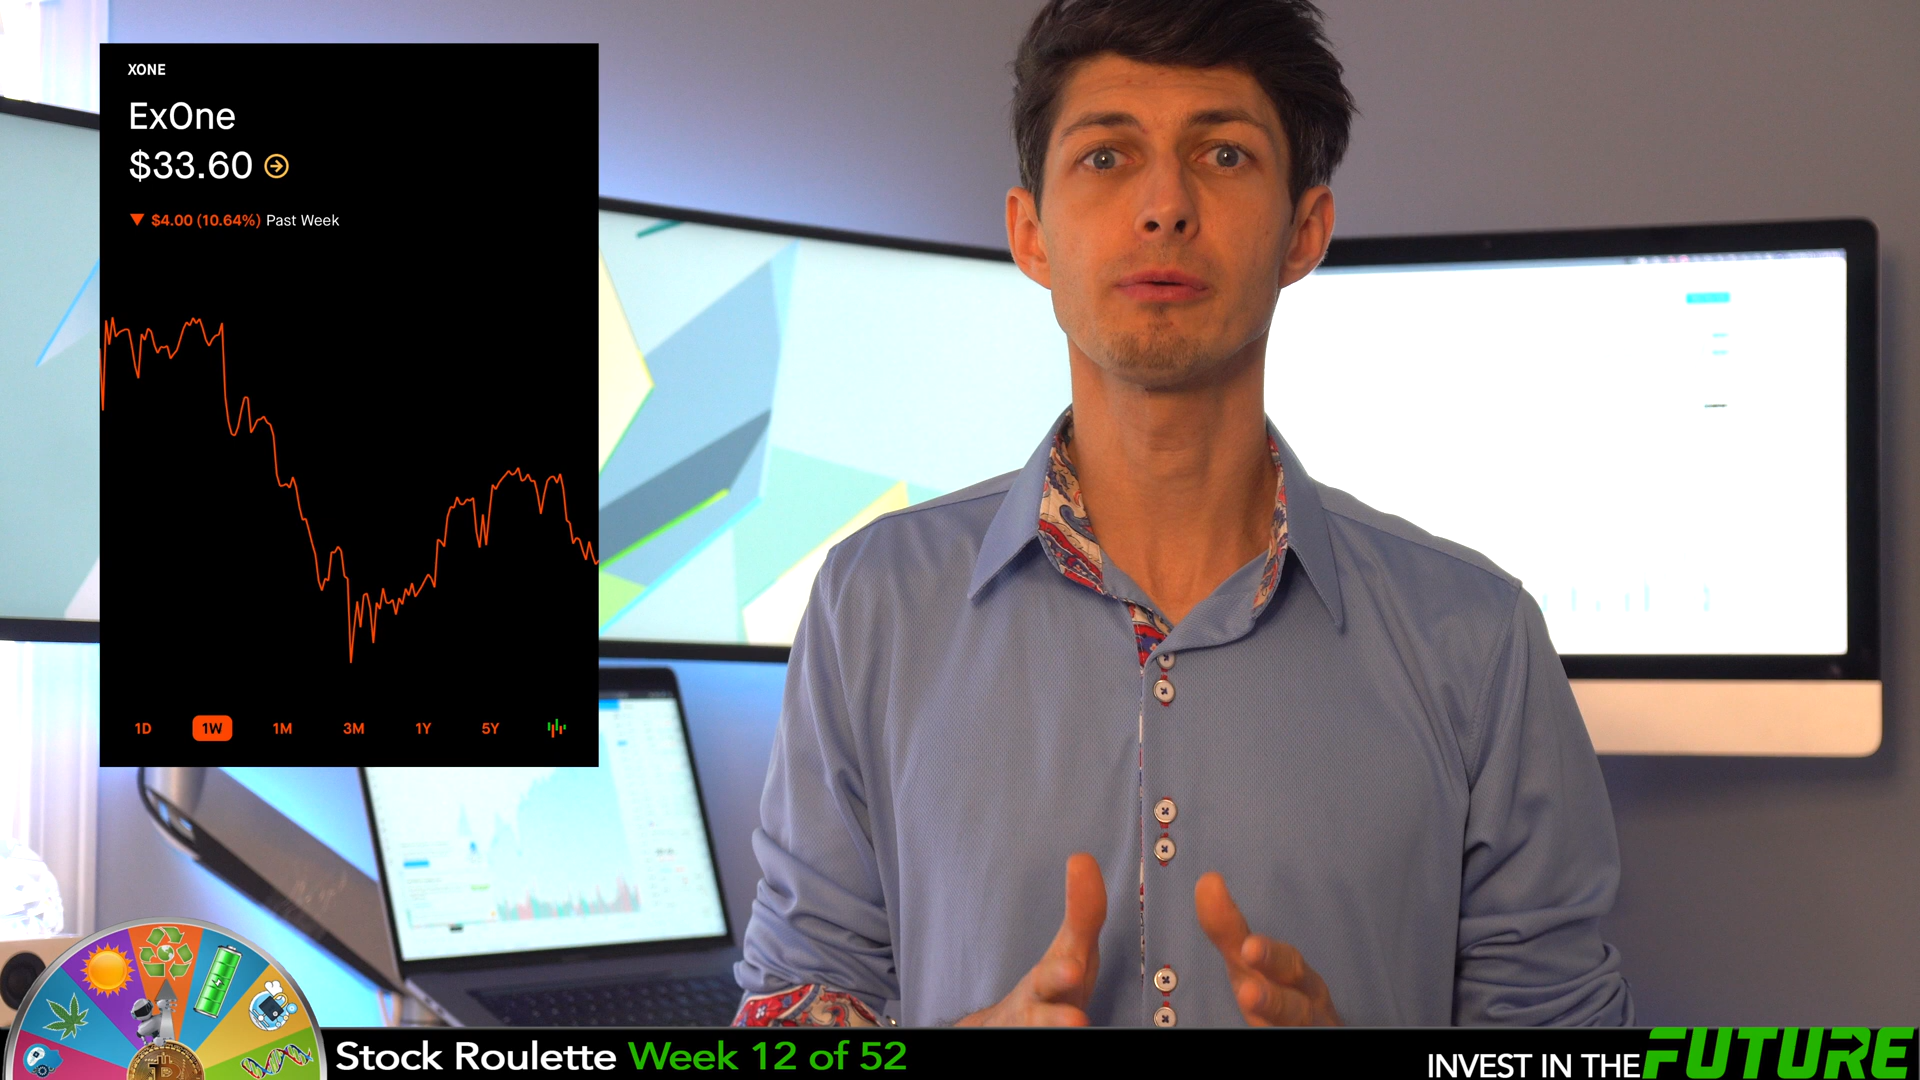 XONE
ExOne
$33.60
▼ $4.00 (10.64%) Past Week
1D 1W 1M 3M 1Y 5Y
Stock Roulette Week 12 of 52
INVEST IN THE FUTURE